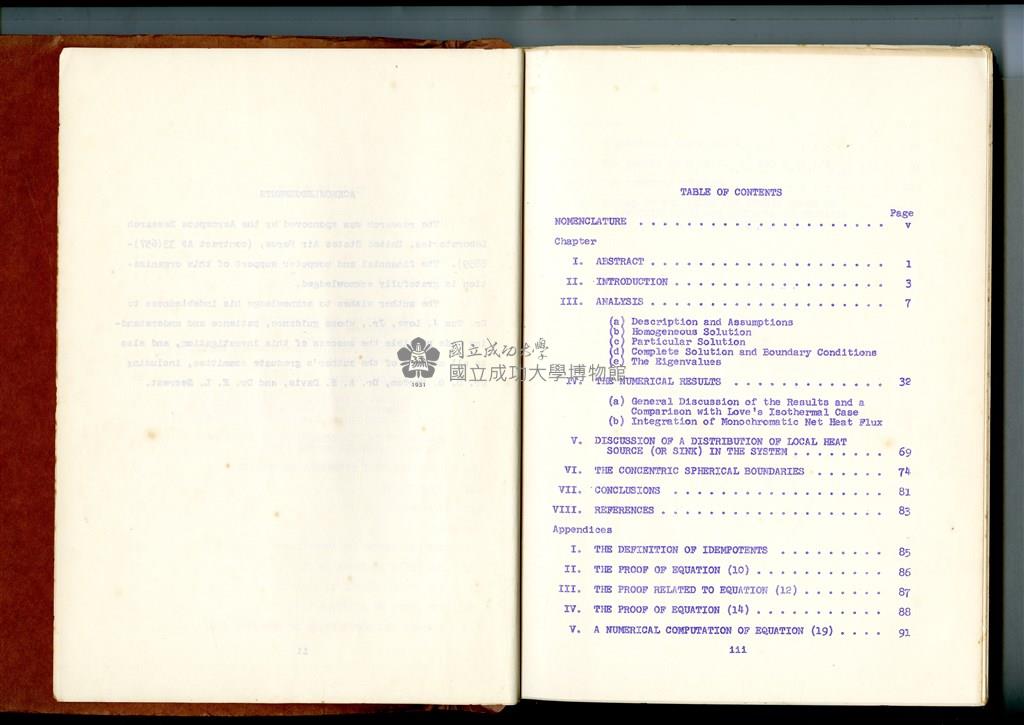 TABLE OF CONTENTS
Page
NOMENCLATURE . . . . . . . . . . . . . . . . . . . . . . v
Chapter
I. ABSTRACT . . . . . . . . . . . . . . . . . . . . . 1
II. INTRODUCTION . . . . . . . . . . . . . . . . . . . 3
III. ANALYSIS . . . . . . . . . . . . . . . . . . . . . 7
(a) Description and Assumptions
(b) Homogeneous Solution
(c) Particular Solution
(d) Complete Solution and Boundary Conditions
(e) The Eigenvalues
IV. THE NUMERICAL RESULTS . . . . . . . . . . . . . 32
(a) General Discussion of the Results and a
Comparison with Love's Isothermal Case
(b) Integration of Monochromatic Net Heat Flux
V. DISCUSSION OF A DISTRIBUTION OF LOCAL HEAT
SOURCE (OR SINK) IN THE SYSTEM . . . . . . . . 69
VI. THE CONCENTRIC SPHERICAL BOUNDARIES . . . . . . 74
VII. CONCLUSIONS . . . . . . . . . . . . . . . . . . . 81
VIII. REFERENCES . . . . . . . . . . . . . . . . . . . . 83
Appendices
I. THE DEFINITION OF IDEMPOTENTS . . . . . . . . . 85
II. THE PROOF OF EQUATION (10) . . . . . . . . . . . 86
III. THE PROOF RELATED TO EQUATION (12) . . . . . . . 87
IV. THE PROOF OF EQUATION (14) . . . . . . . . . . . 88
V. A NUMERICAL COMPUTATION OF EQUATION (19) . . . . 91
iii
國立成功大學
國立成功大學博物館
1931